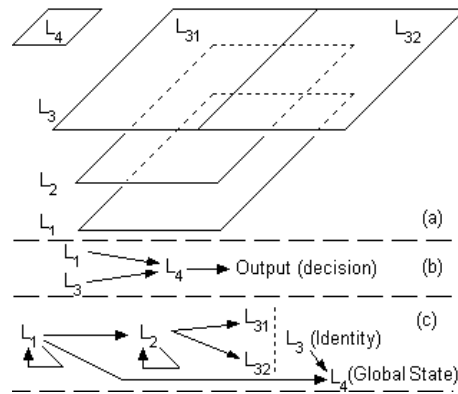 L4 L31 L32
L3
L2
L1 (a)
L1
L3 L4 Output (decision) (b)
(c)
L1 L2 L31
L32
L3 (Identity)
L4 (Global State)